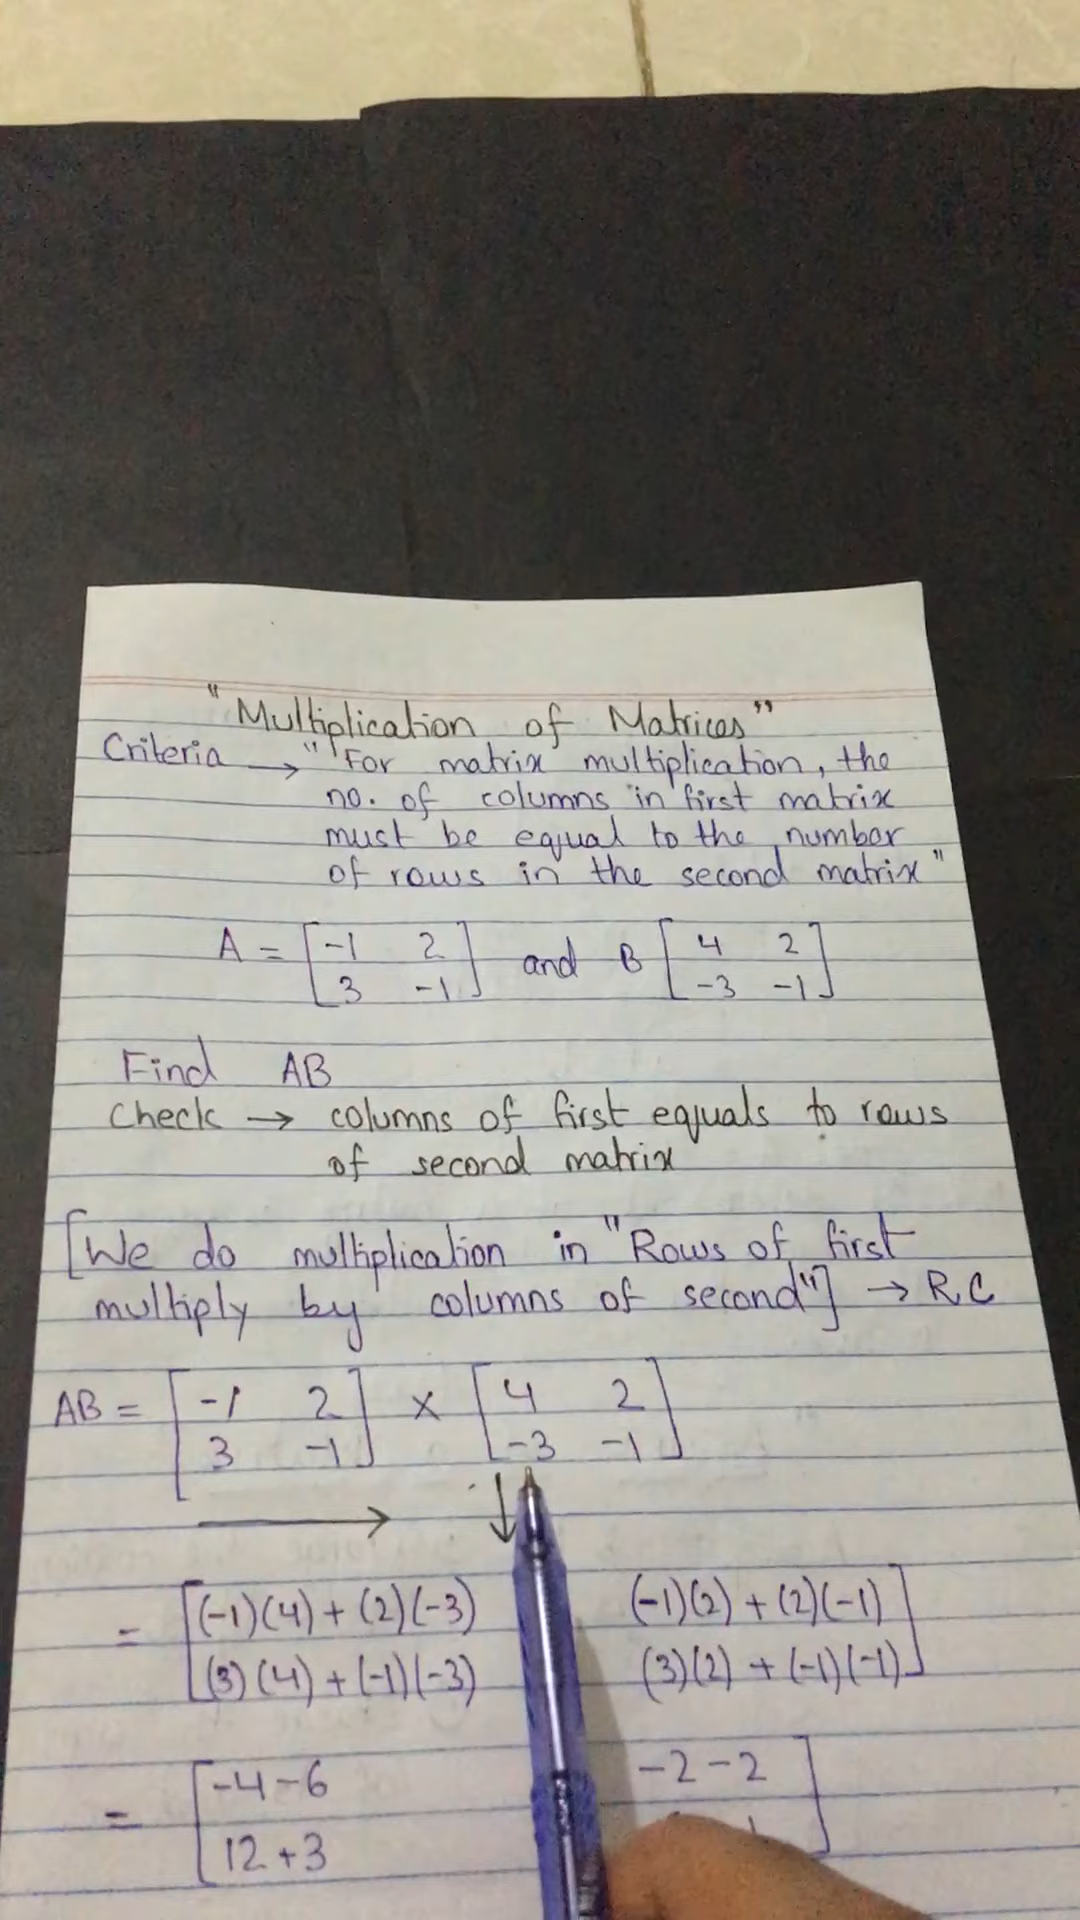 "Multiplication of Matrices"
Criteria → "For matrix multiplication, the
no. of columns in first matrix
must be equal to the number
of rows in the second matrix"
A = [-1 2] and B [4 2]
[3 -1] [-3 -1]
Find AB
Check → columns of first equals to rows
of second matrix
[We do multiplication in "Rows of first
multiply by columns of second"] → RC
AB = [-1 2] × [4 2]
[3 -1] [-3 -1]
= [(-1)(4) + (2)(-3) (-1)(2) + (2)(-1)]
[(3)(4) + (-1)(-3) (3)(2) + (-1)(-1)]
= [-4-6 -2-2]
[12+3